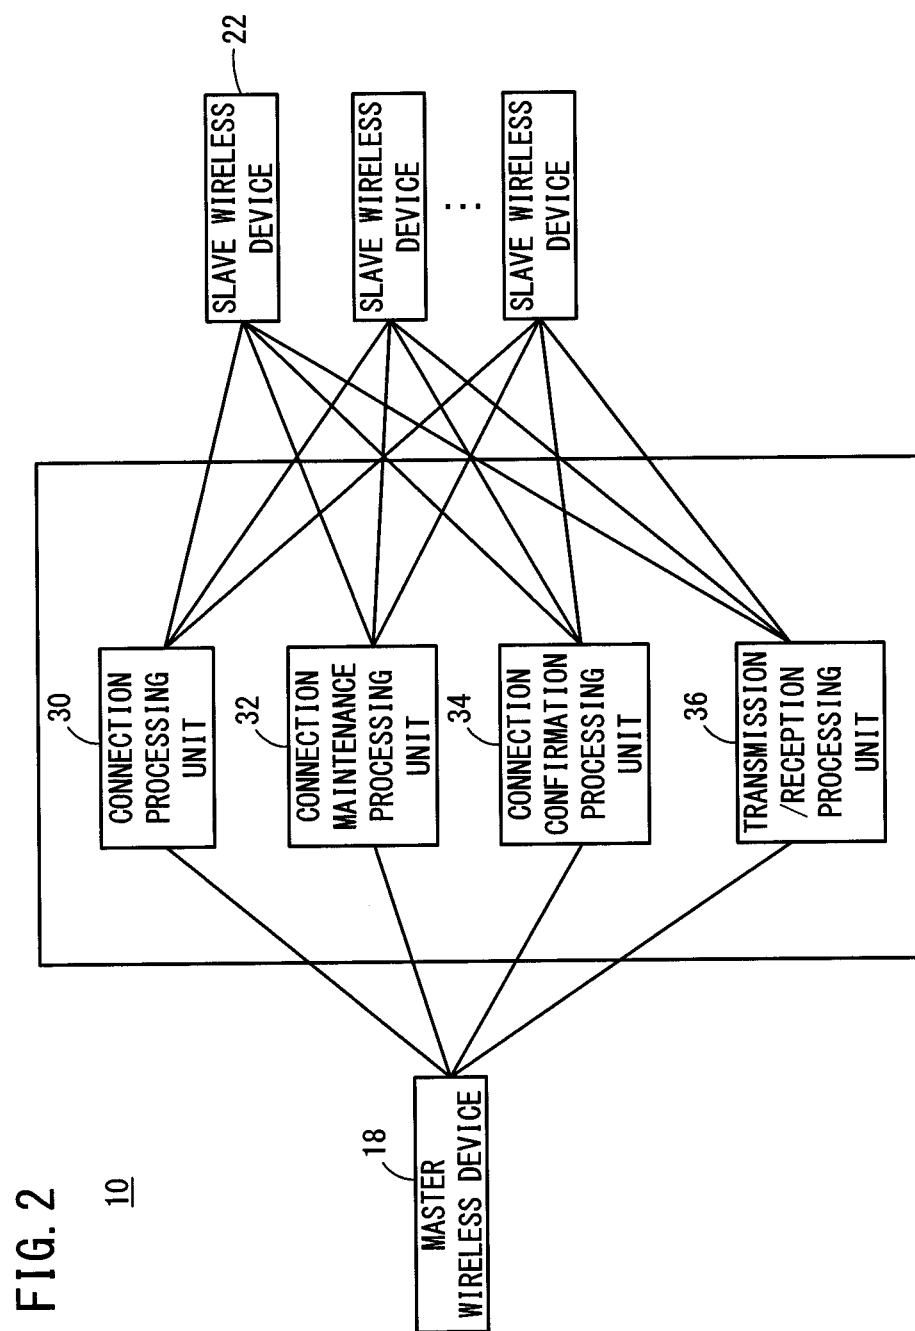 FIG. 2
10
18
MASTER
WIRELESS DEVICE
30
CONNECTION
PROCESSING
UNIT
32
CONNECTION
MAINTENANCE
PROCESSING
UNIT
34
CONNECTION
CONFIRMATION
PROCESSING
UNIT
36
TRANSMISSION
/RECEPTION
PROCESSING
UNIT
22
SLAVE WIRELESS
DEVICE
SLAVE WIRELESS
DEVICE
...
SLAVE WIRELESS
DEVICE